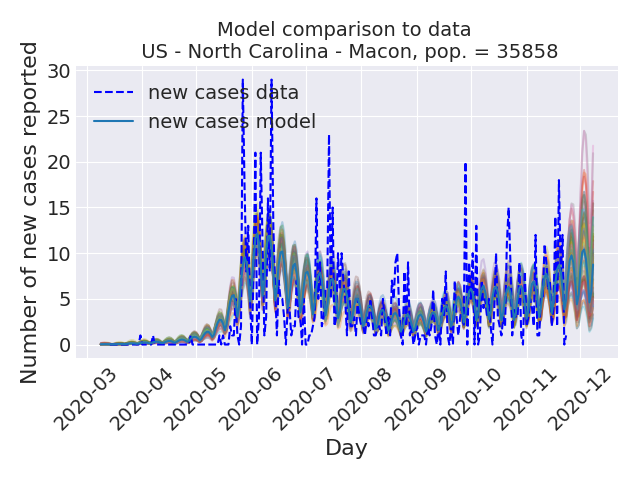 Model comparison to data
US - North Carolina - Macon, pop. = 35858
Number of new cases reported
30
25
20
15
10
5
0
new cases data
new cases model
2020-03
2020-04
2020-05
2020-06
2020-07
2020-08
2020-09
2020-10
2020-11
2020-12
Day